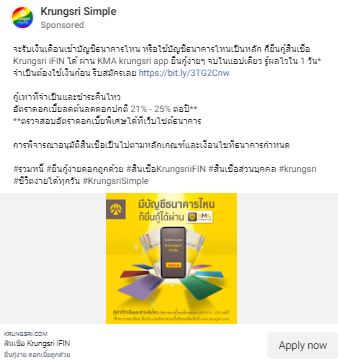 Krungsri Simple
Sponsored
จะรับเงินเดือนเข้าบัญชีธนาคารไหน หรือใช้บัญชีธนาคารไหนเป็นหลัก ก็ยื่นกู้สินเชื่อ
Krungsri iFIN ได้ ผ่าน KMA krungsri app ยื่นกู้ง่ายๆ จบในแอปเดียว รู้ผลไวใน 1 วัน*
จำเป็นต้องใช้เงินก้อน รีบสมัครเลย https://bit.ly/3TG2Cnw
กู้เท่าที่จำเป็นและชำระคืนไหว
อัตราดอกเบี้ยลดต้นลดดอกปกติ 21% - 25% ต่อปี**
**ตรวจสอบอัตราดอกเบี้ยพิเศษได้ที่เว็บไซต์ธนาคาร
การพิจารณาอนุมัติสินเชื่อเป็นไปตามหลักเกณฑ์และเงื่อนไขที่ธนาคารกำหนด
#รวมหนี้ #ยื่นกู้ง่ายดอกถูกด้วย #สินเชื่อKrungsriiFIN #สินเชื่อส่วนบุคคล #krungsri
#ชีวิตง่ายได้ทุกวัน #KrungsriSimple
มีบัญชีธนาคารไหน
ก็ยื่นกู้ได้ผ่าน
Krungsri
iFIN
KRUNGSRI.COM
สินเชื่อ Krungsri iFIN
ยื่นกู้ง่าย ดอกเบี้ยถูกด้วย
Apply now